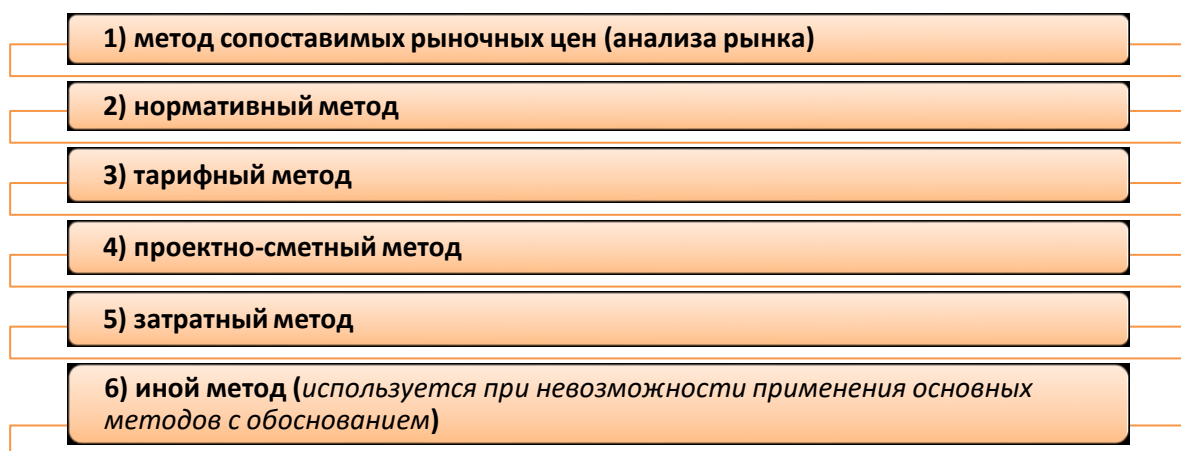 1) метод сопоставимых рыночных цен (анализа рынка)
2) нормативный метод
3) тарифный метод
4) проектно-сметный метод
5) затратный метод
6) иной метод (используется при невозможности применения основных
методов с обоснованием)